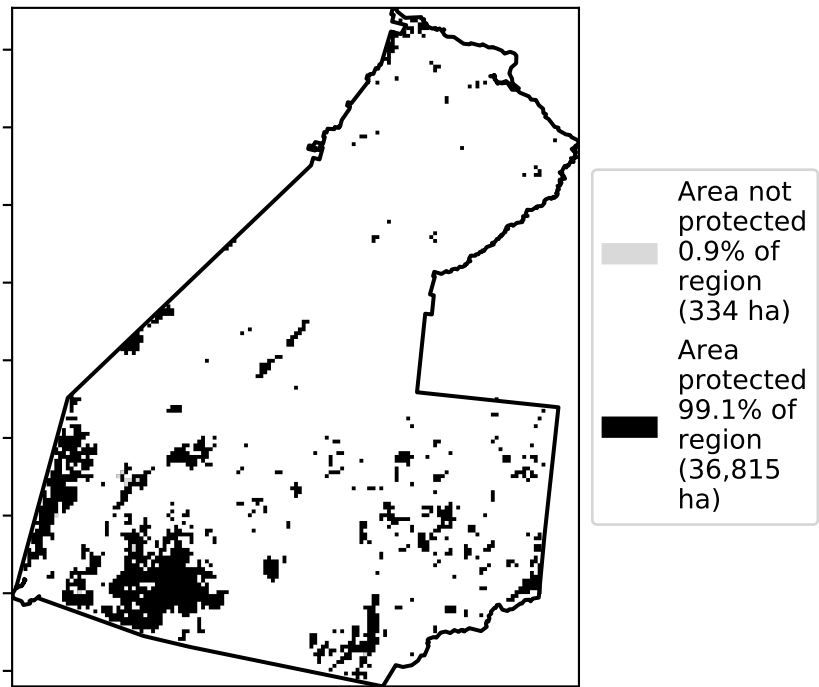 Area not
protected
0.9% of
region
(334 ha)
Area
protected
99.1% of
region
(36,815
ha)